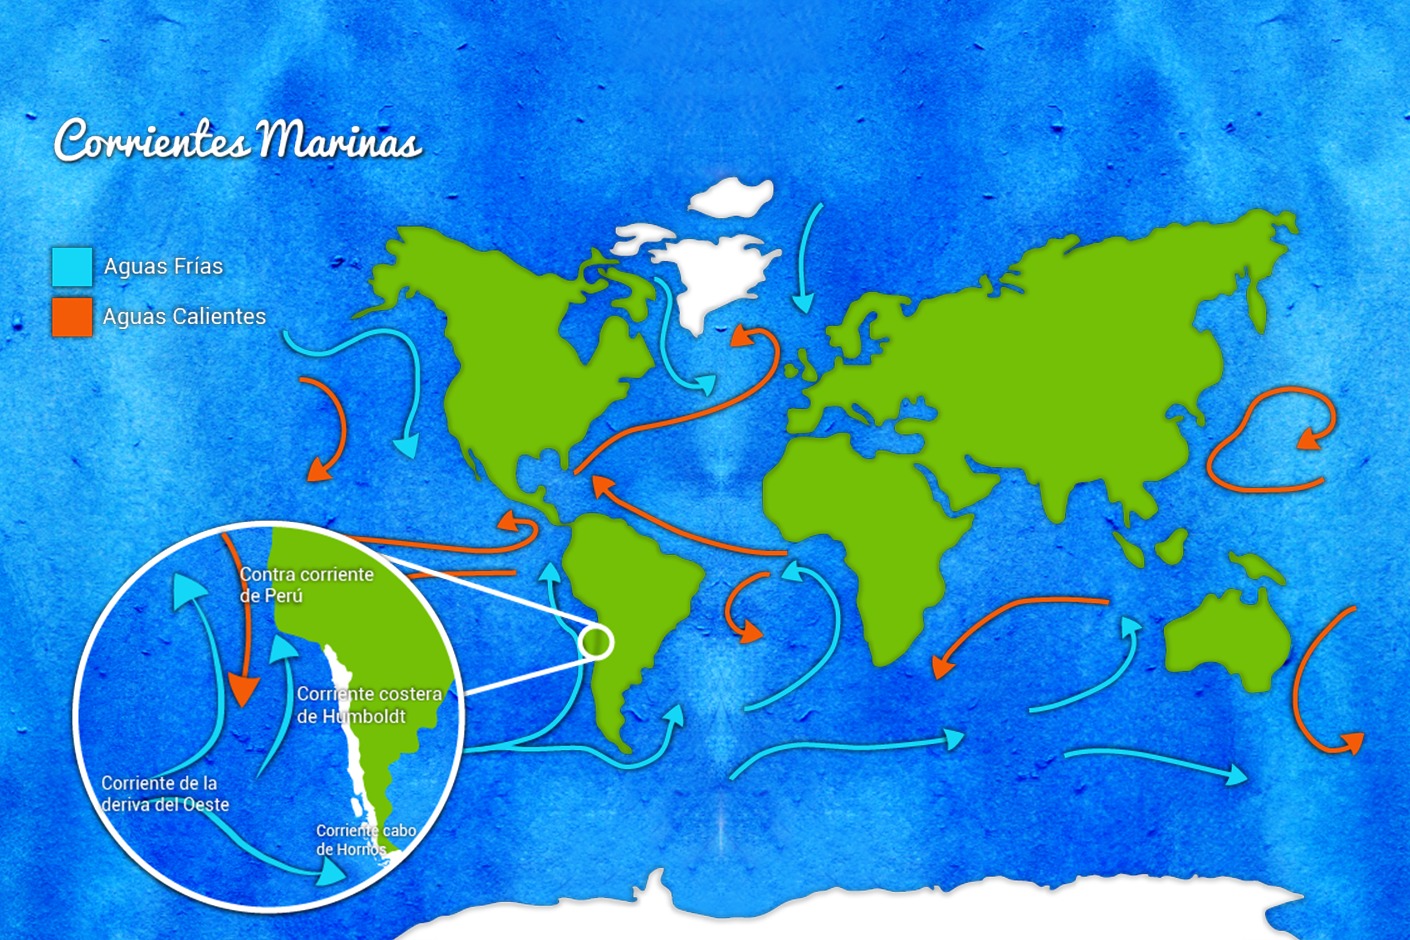 Corrientes Marinas
Aguas Frías
Aguas Calientes
Contra corriente
de Perú
Corriente costera
de Humboldt
Corriente de la
deriva del Oeste
Corriente cabo
de Hornos